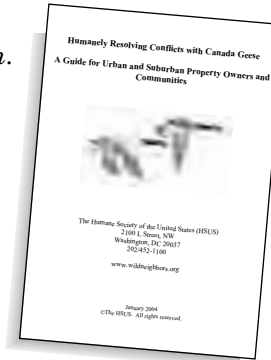 n.
Humanely Resolving Conflicts with Canada Geese
A Guide for Urban and Suburban Property Owners and
Communities
The Humane Society of the United States (HSUS)
2100 L Street, NW
Washington, DC 20037
202/452-1100
www.wildneighbors.org
January 2004
©The HSUS. All rights reserved.